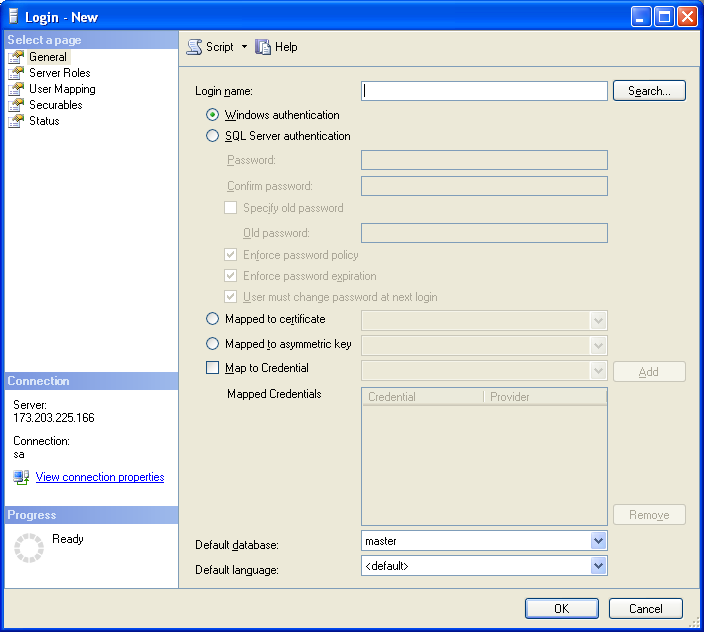 Login - New
Select a page
General
Server Roles
User Mapping
Securables
Status
Connection
Server:
173.203.225.166
Connection:
sa
View connection properties
Progress
Ready
Script Help
Login name: Search...
Windows authentication
SQL Server authentication
Password:
Confirm password:
Specify old password
Old password:
Enforce password policy
Enforce password expiration
User must change password at next login
Mapped to certificate
Mapped to asymmetric key
Map to Credential Add
Mapped Credentials Credential Provider
Remove
Default database: master
Default language: <default>
OK Cancel